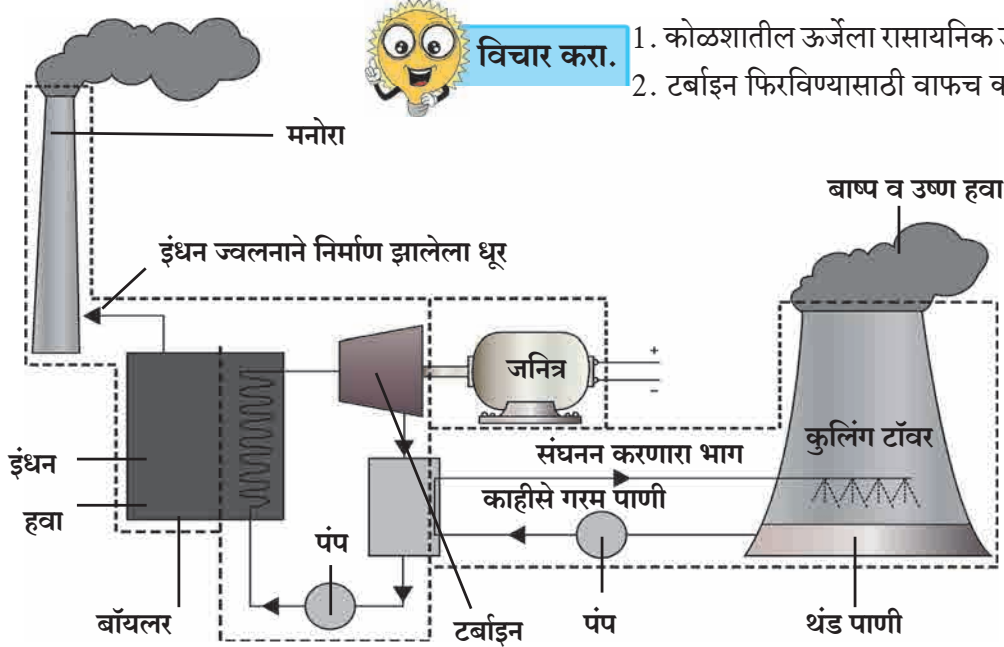 विचार करा.
1. कोळशातील ऊर्जेला रासायनिक
2. टर्बाइन फिरविण्यासाठी वाफच
मनोरा
बाष्प व उष्ण हवा
इंधन ज्वलनाने निर्माण झालेला धूर
जनित्र
+
−
कुलिंग टॉवर
संघनन करणारा भाग
इंधन
काहीसे गरम पाणी
हवा
पंप
बॉयलर
टर्बाइन
पंप
थंड पाणी